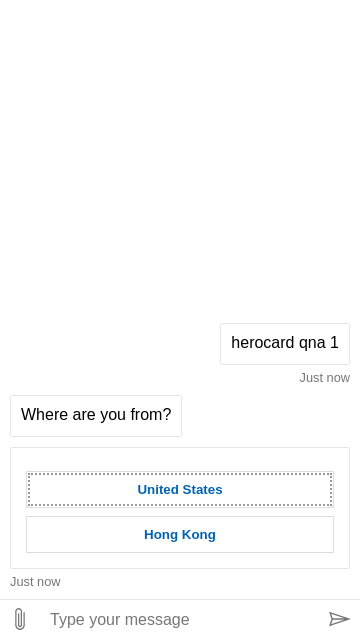 herocard qna 1
Just now
Where are you from?
United States
Hong Kong
Just now
Type your message